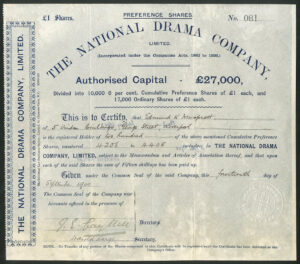 PREFERENCE SHARES.
£1 Shares.
No. 061
THE NATIONAL DRAMA COMPANY,
LIMITED.
(Incorporated under the Companies Acts, 1862 to 1898.)
Authorised Capital - £27,000,
Divided into 10,000 6 per cent. Cumulative Preference Shares of £1 each, and
17,000 Ordinary Shares of £1 each.
This is to Certify that
Street, Liverpool
is the registered Holder of Two Hundred of the above mentioned Cumulative Preference
Shares, numbered to inclusive, in THE NATIONAL DRAMA
COMPANY, LIMITED, subject to the Memorandum and Articles of Association thereof, and that upon
each of the said Shares the sum of Fifteen shillings has been paid up.
Given under the Common Seal of the Company, this fourteenth day of
1900
The Common Seal of the Company was
hereunto affixed in the presence of
THE NATIONAL DRAMA COMPANY, LIMITED.